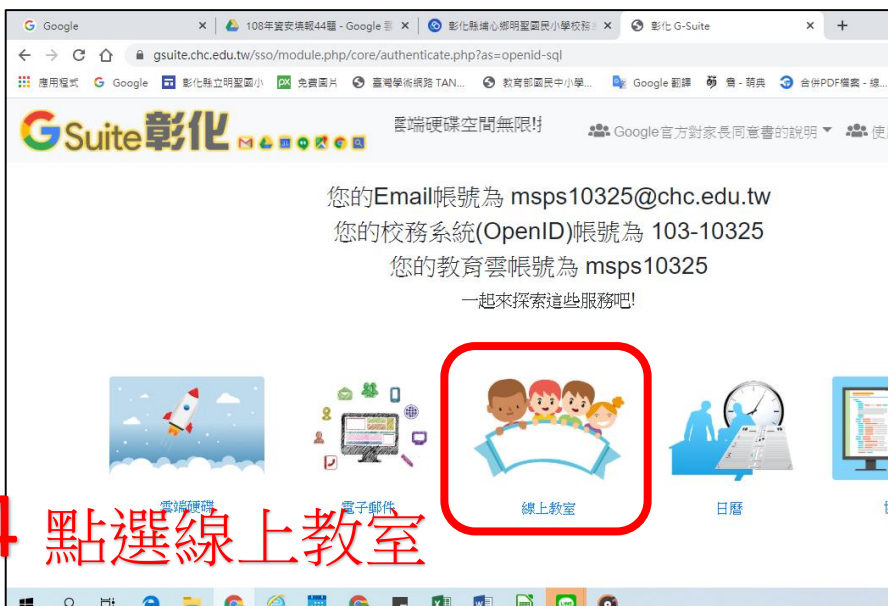 Google
108年資安填報44題 - Google
彰化縣埔心鄉明聖國民小學校務
彰化 G-Suite
gsuite.chc.edu.tw/sso/module.php/core/authenticate.php?as=openid-sql
應用程式 Google 彰化縣立明聖國小 免費圖片 臺灣學術網路 TAN... 教育部國民中小學... Google 翻譯 - 萌典 合併PDF檔案 - 線...
G Suite彰化
雲端硬碟空間無限!
Google官方對家長同意書的說明
您的Email帳號為 msps10325@chc.edu.tw
您的校務系統(OpenID)帳號為 103-10325
您的教育雲帳號為 msps10325
一起來探索這些服務吧!
雲端硬碟 電子郵件 線上教室 日曆
4 點選線上教室